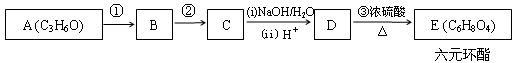 A(C₃H₆O) ① B ② C (i)NaOH/H₂O (ii) H⁺ D ③浓硫酸 △ E(C₆H₈O₄)
六元环酯